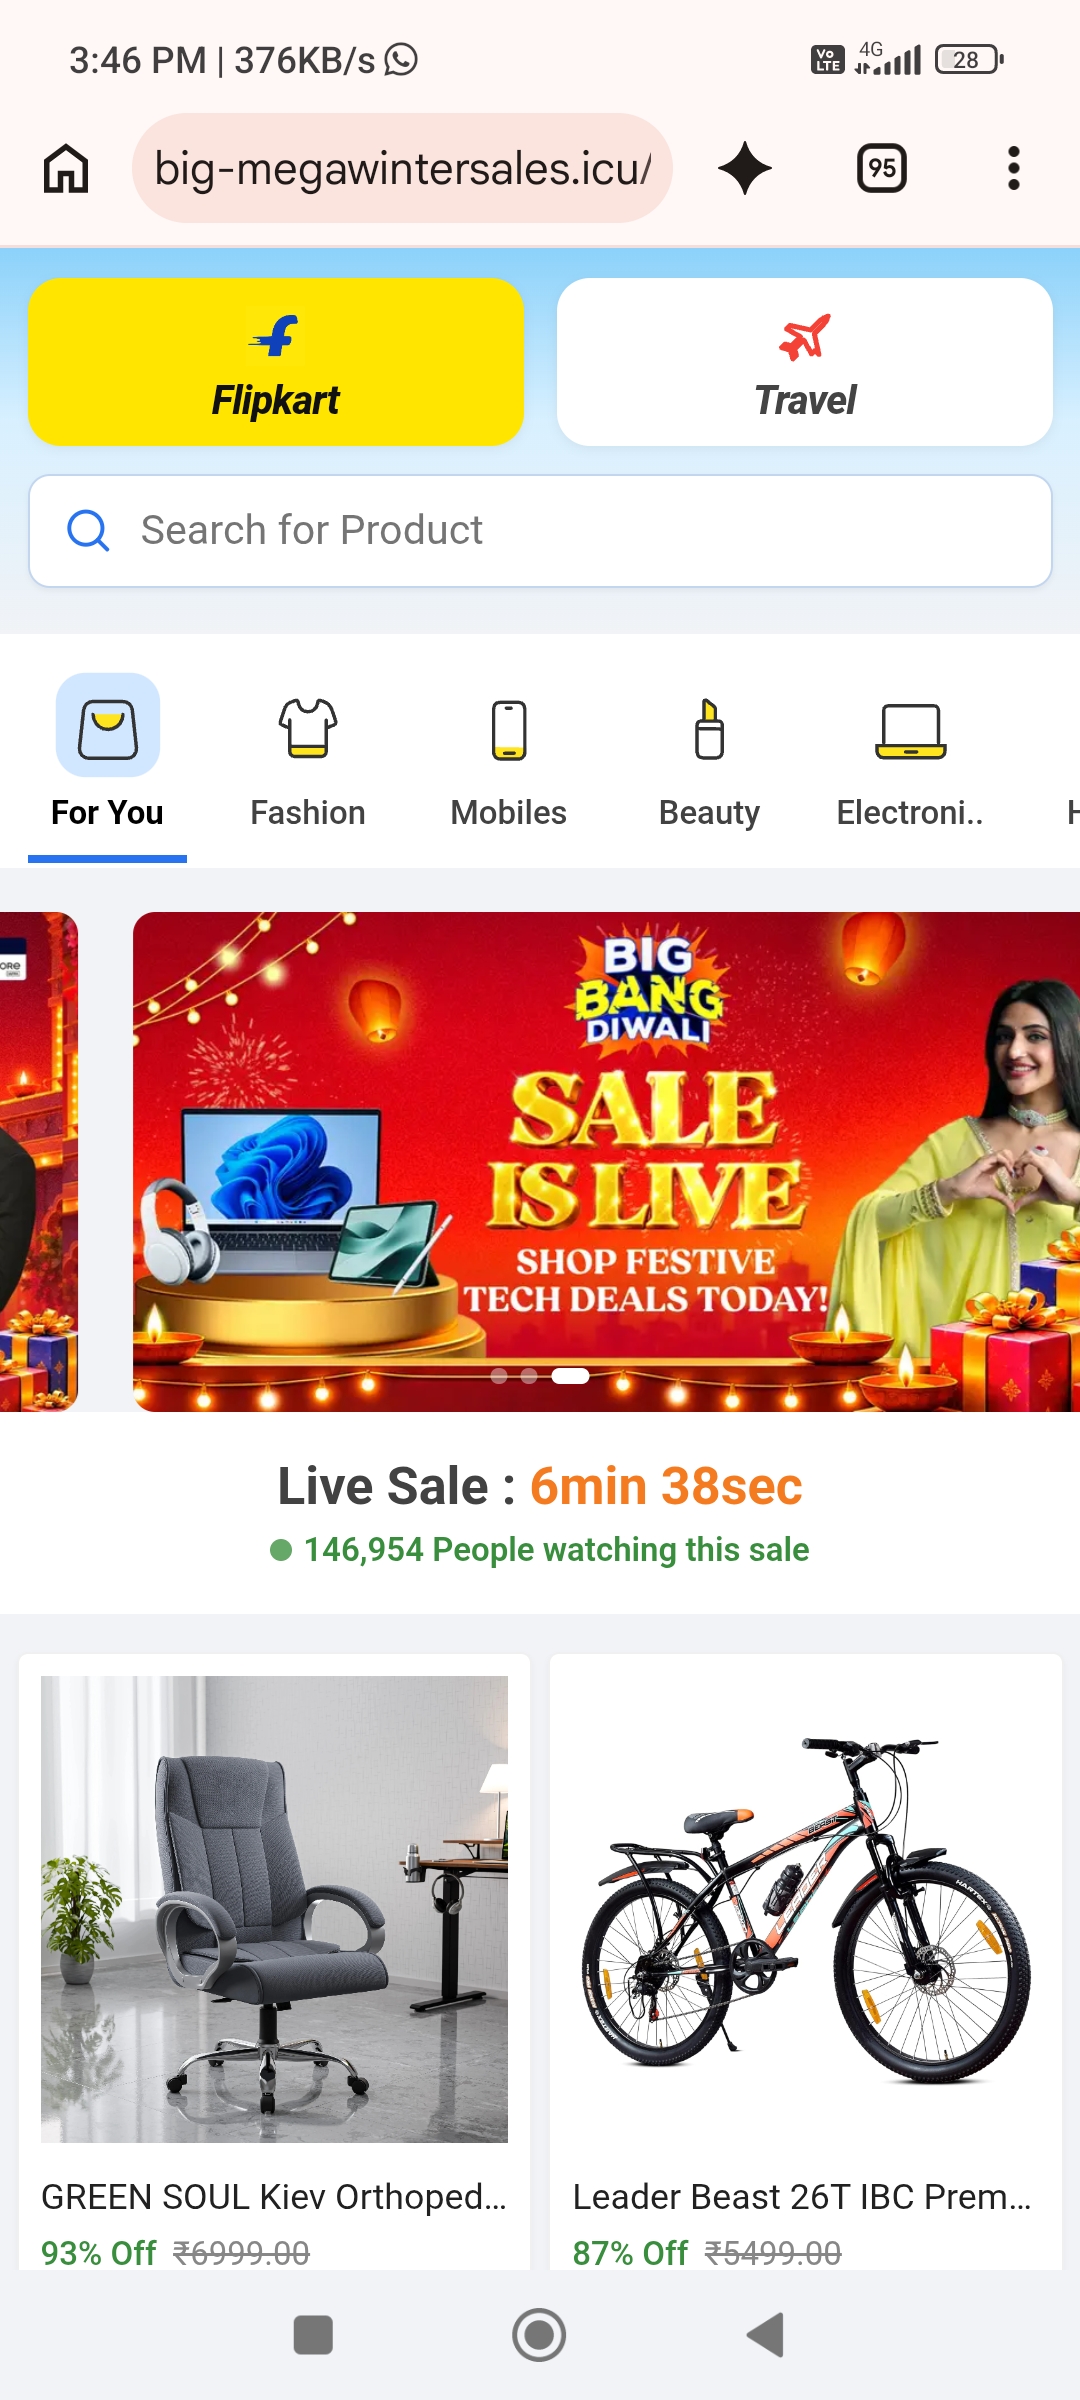 3:46 PM | 376KB/s
Vo LTE 4G 28
big-megawintersales.icu/
95
Flipkart
Travel
Search for Product
For You
Fashion
Mobiles
Beauty
Electroni..
BIG
BANG
DIWALI
SALE
IS LIVE
SHOP FESTIVE
TECH DEALS TODAY!
Live Sale : 6min 38sec
146,954 People watching this sale
GREEN SOUL Kiev Orthoped...
93% Off ₹6999.00
Leader Beast 26T IBC Prem...
87% Off ₹5499.00